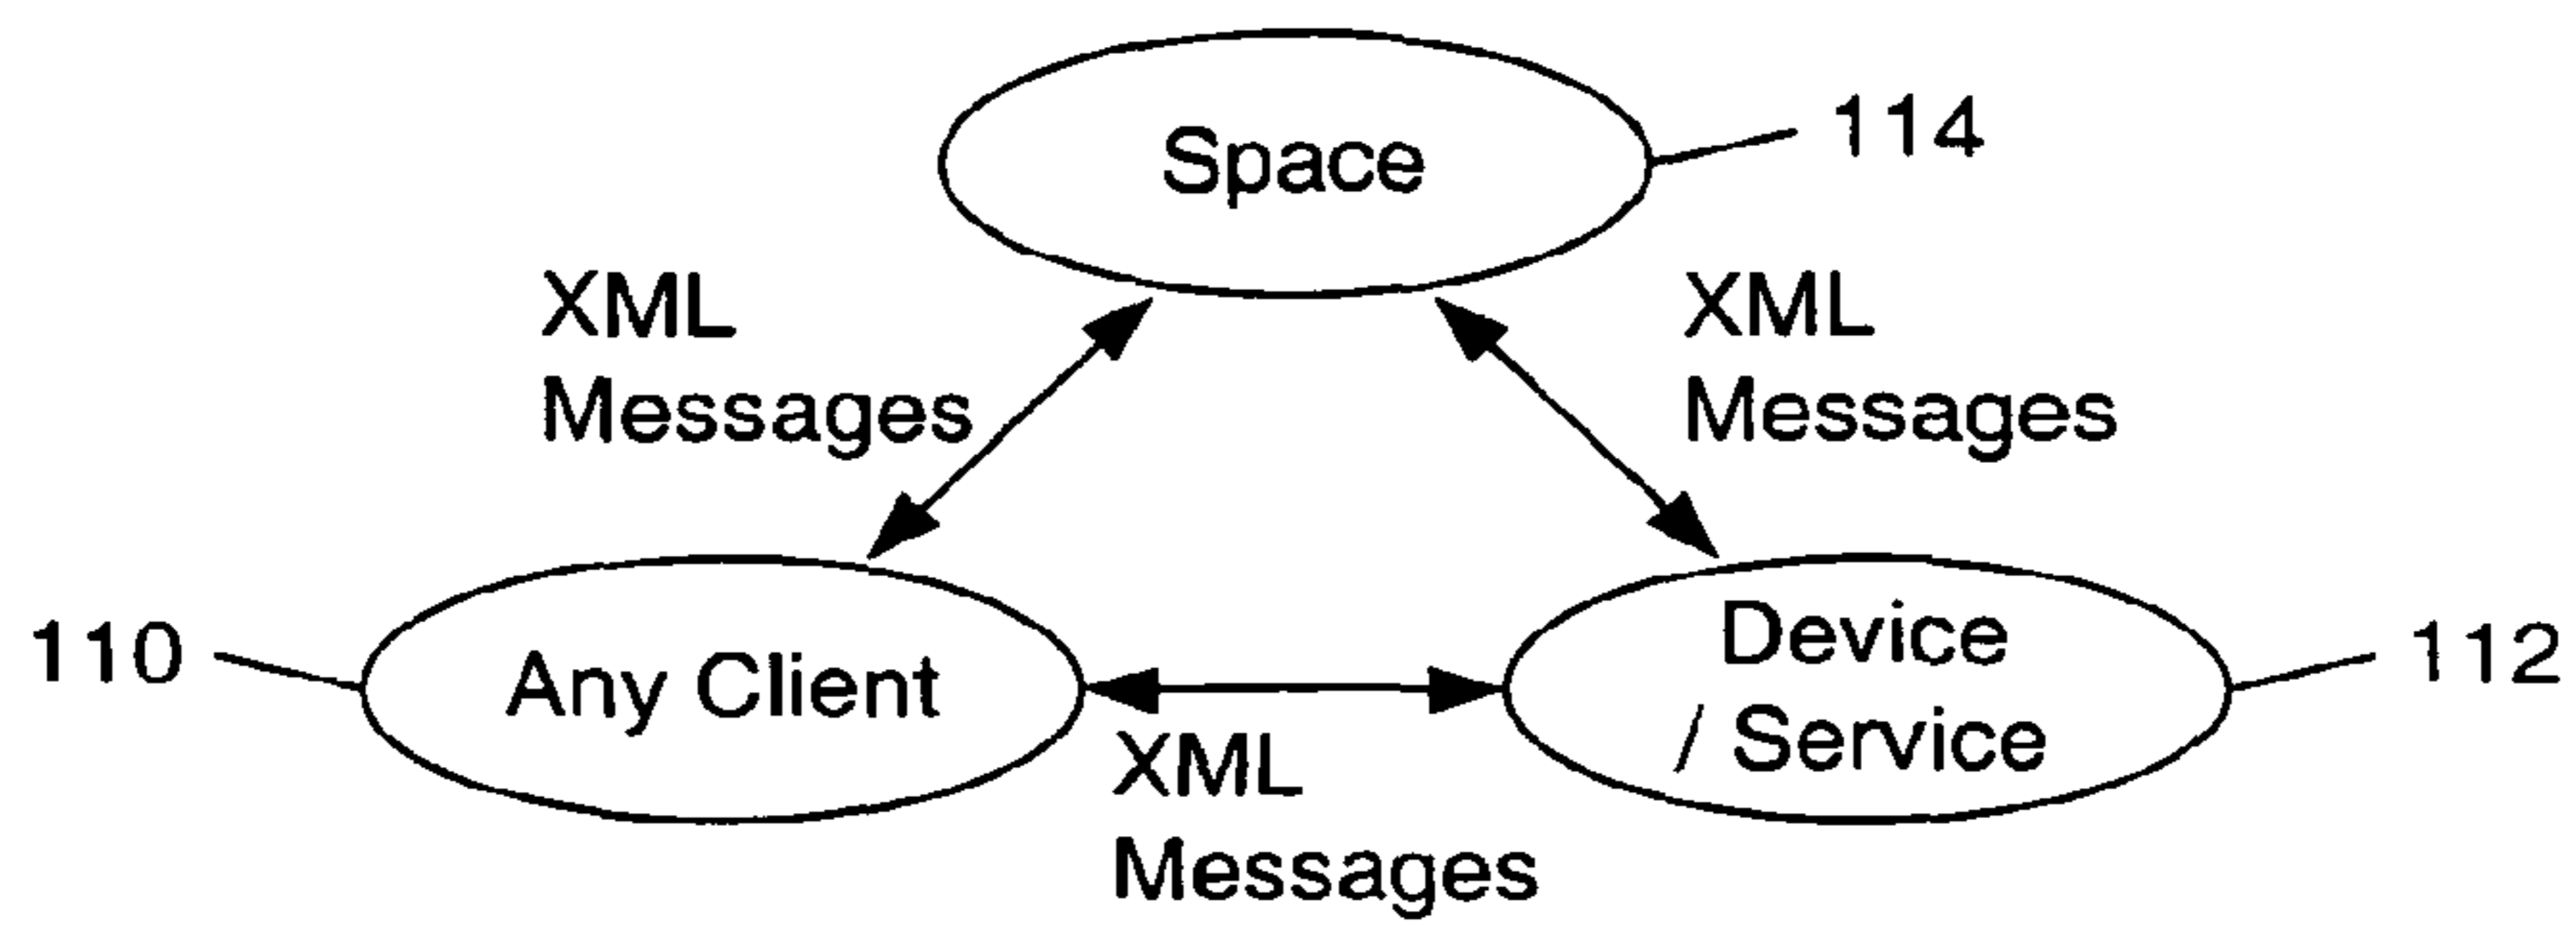 Space
114
XML
Messages
XML
Messages
110
Any Client
Device
/ Service
112
XML
Messages